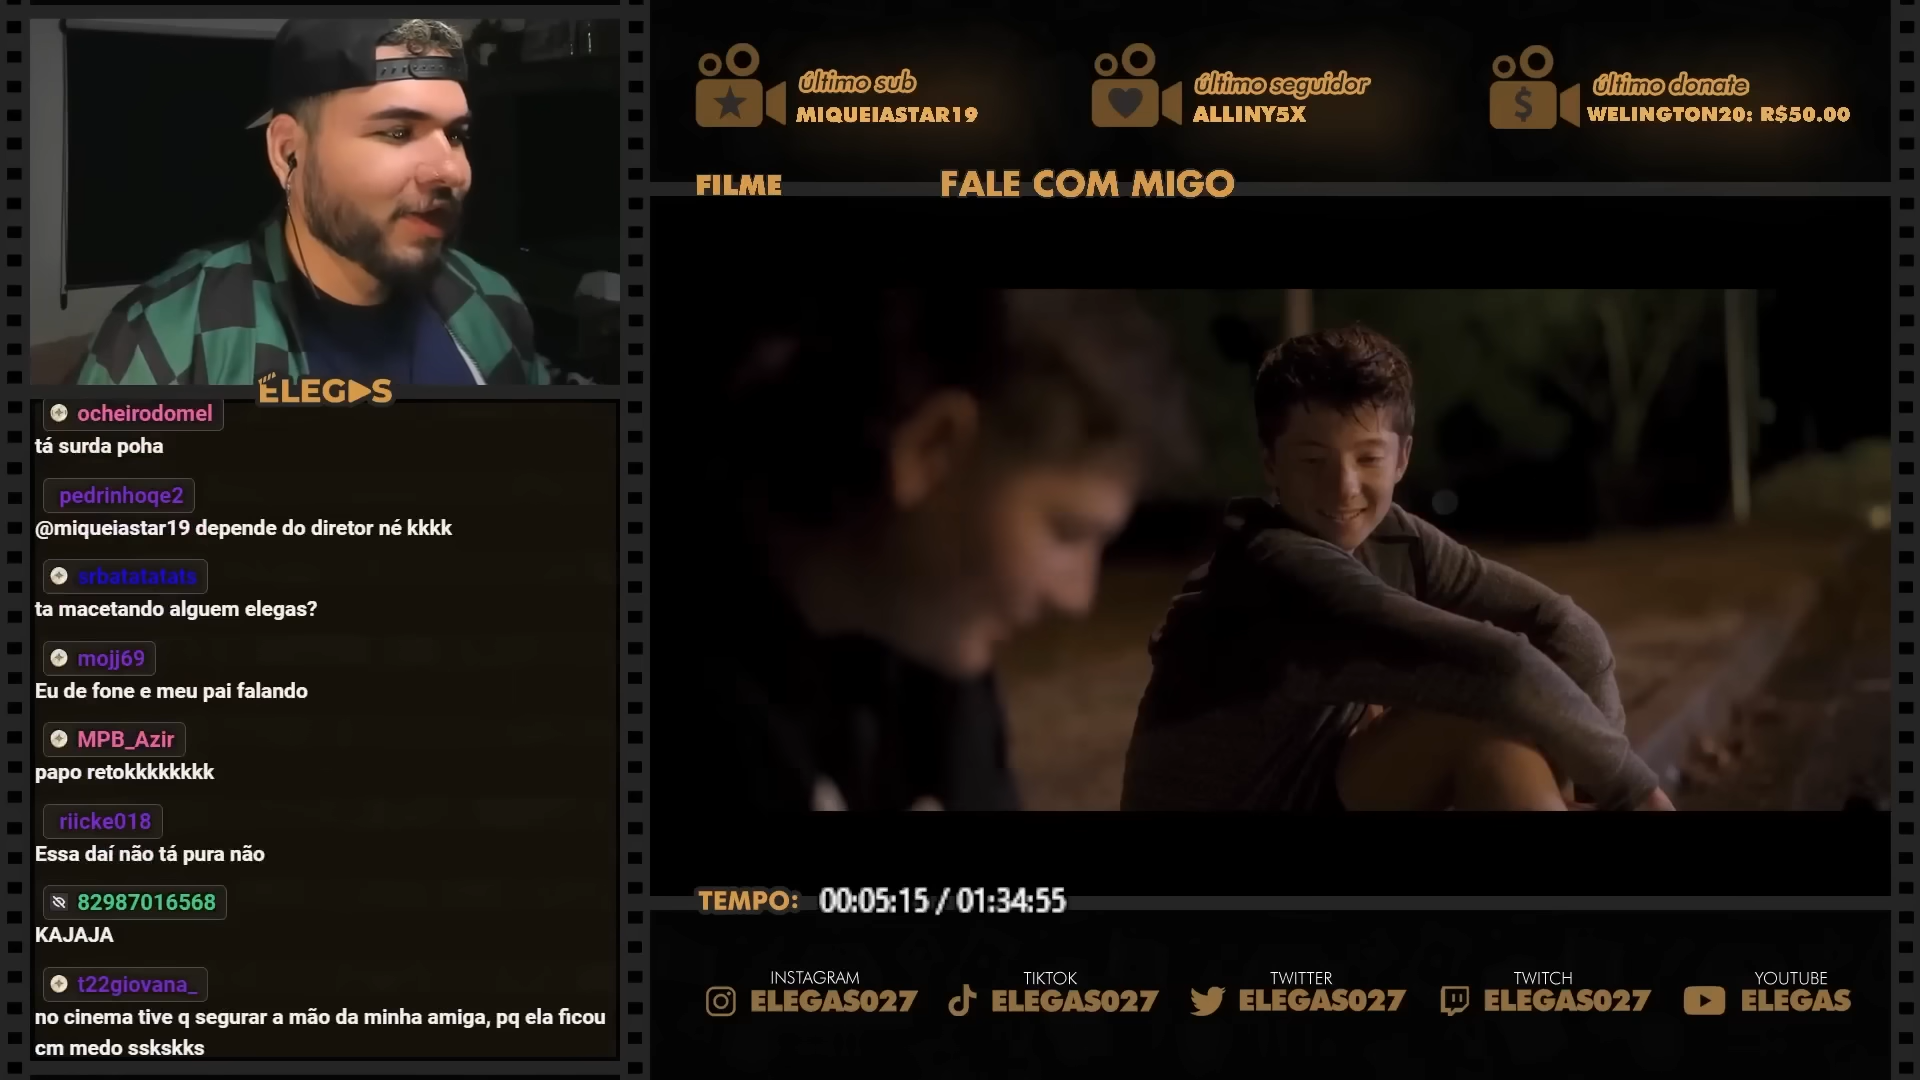 último sub
MIQUEIASTAR19
último seguidor
ALLINY5X
último donate
WELINGTON20: R$50.00
FILME
FALE COM MIGO
ELEGAS
ocheirodomel
tá surda poha
pedrinhoqe2
@miqueiastar19 depende do diretor né kkkk
srbatatatats
ta macetando alguem elegas?
mojj69
Eu de fone e meu pai falando
MPB_Azir
papo retokkkkkkkk
riicke018
Essa daí não tá pura não
82987016568
KAJAJA
t22giovana_
no cinema tive q segurar a mão da minha amiga, pq ela ficou
cm medo sskskks
TEMPO: 00:05:15 / 01:34:55
INSTAGRAM
ELEGAS027
TIKTOK
ELEGAS027
TWITTER
ELEGAS027
TWITCH
ELEGAS027
YOUTUBE
ELEGAS